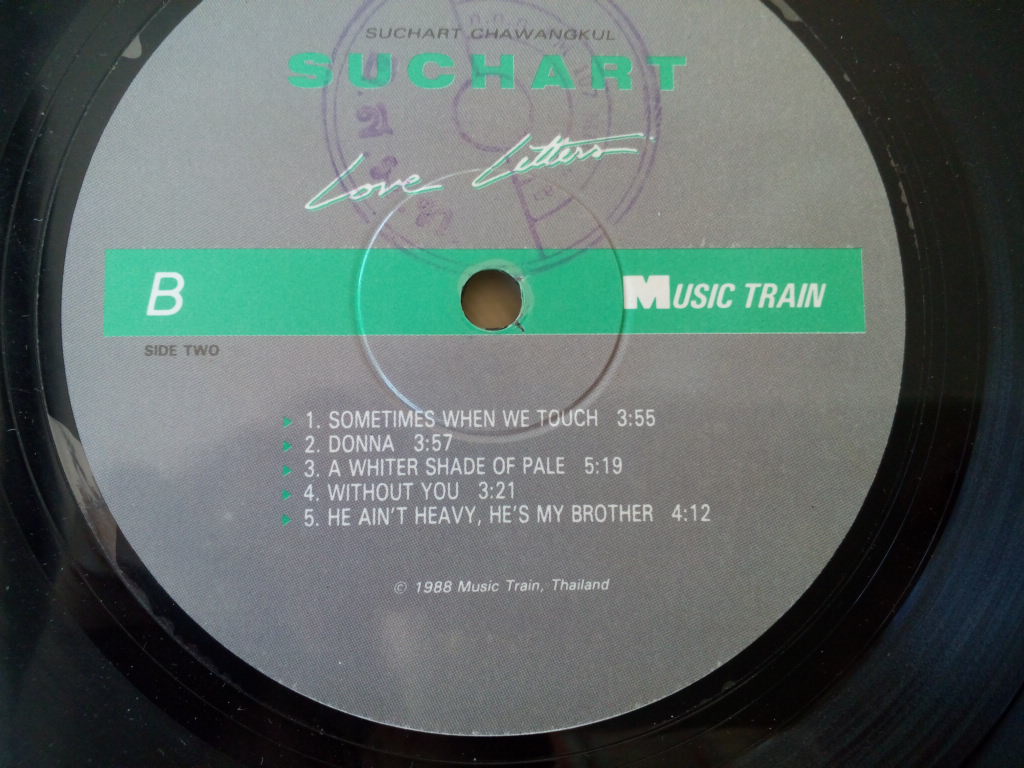 SUCHART CHAWANGKUL
SUCHART
Love Letters
B
MUSIC TRAIN
SIDE TWO
1. SOMETIMES WHEN WE TOUCH 3:55
2. DONNA 3:57
3. A WHITER SHADE OF PALE 5:19
4. WITHOUT YOU 3:21
5. HE AIN'T HEAVY, HE'S MY BROTHER 4:12
© 1988 Music Train, Thailand